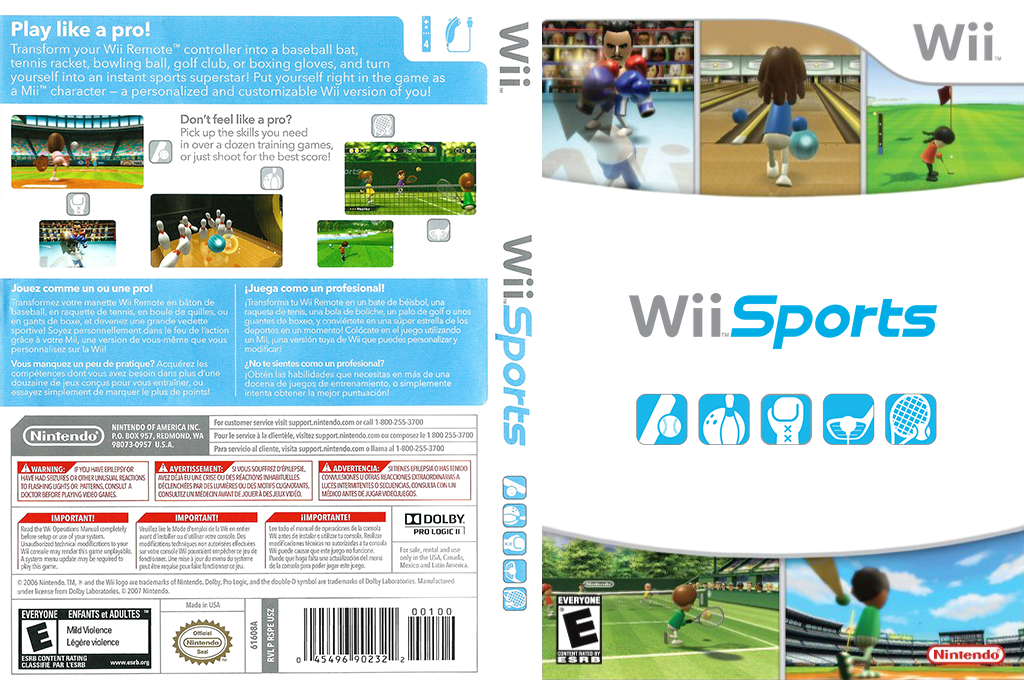 Play like a pro!
Transform your Wii Remote™ controller into a baseball bat,
tennis racket, bowling ball, golf club, or boxing gloves, and turn
yourself into an instant sports superstar! Put yourself right in the game as
a Mii™ character – a personalized and customizable Wii version of you!
4
Don't feel like a pro?
Pick up the skills you need
in over a dozen training games,
or just shoot for the best score!
Jouez comme un ou une pro!
Transformez votre manette Wii Remote en bâton de
baseball, en raquette de tennis, en boule de quilles, ou
en gants de boxe, et devenez une grande vedette
sportive! Soyez personnellement dans le feu de l'action
grâce à votre Mii, une version de vous-même que vous
personnalisez sur la Wii!
Vous manquez un peu de pratique? Acquérez les
compétences dont vous avez besoin dans plus d'une
douzaine de jeux conçus pour vous entraîner, ou
essayez simplement de marquer le plus de points!
¡Juega como un profesional!
¡Transforma tu Wii Remote en un bate de béisbol, una
raqueta de tenis, una bola de boliche, un palo de golf o unos
guantes de boxeo, y conviértete en una súper estrella de los
deportes en un momento! Colócate en el juego utilizando
un Mii, ¡una versión tuya de Wii que puedes personalizar y
modificar!
¿No te sientes como un profesional?
¡Obtén las habilidades que necesitas en más de una
docena de juegos de entrenamiento, o simplemente
intenta obtener la mejor puntuación!
Nintendo®
NINTENDO OF AMERICA INC.
P.O. BOX 957, REDMOND, WA
98073-0957 U.S.A.
For customer service visit support.nintendo.com or call 1-800-255-3700
Pour le service à la clientèle, visitez support.nintendo.com ou composez le 1 800 255-3700
Para servicio al cliente, visita support.nintendo.com o llama al 1-800-255-3700
WARNING: IF YOU HAVE EPILEPSY OR
HAVE HAD SEIZURES OR OTHER UNUSUAL REACTIONS
TO FLASHING LIGHTS OR PATTERNS, CONSULT A
DOCTOR BEFORE PLAYING VIDEO GAMES.
AVERTISSEMENT: SI VOUS SOUFFREZ D'ÉPILEPSIE,
AVEZ DÉJÀ EU UNE CRISE OU DES RÉACTIONS INHABITUELLES
DÉCLENCHÉES PAR DES LUMIÈRES OU DES MOTIFS CLIGNOTANTS,
CONSULTEZ UN MÉDECIN AVANT DE JOUER À DES JEUX VIDÉO.
ADVERTENCIA: SI TIENES EPILEPSIA O HAS TENIDO
CONVULSIONES U OTRAS REACCIONES EXTRAORDINARIAS A
LUCES INTERMITENTES O SECUENCIAS, CONSULTA CON UN
MÉDICO ANTES DE JUGAR VIDEOJUEGOS.
IMPORTANT!
Read the Wii Operations Manual completely
before setup or use of your system.
Unauthorized technical modifications to your
Wii console may render this game unplayable.
A system menu update may be required to
play this game.
IMPORTANT!
Veuillez lire le Mode d'emploi de la Wii en entier
avant d'installer ou d'utiliser votre console. Des
modifications techniques non autorisées effectuées
sur votre console Wii pourraient empêcher ce jeu de
fonctionner. Une mise à jour du menu du système
peut être requise pour faire fonctionner ce jeu.
¡IMPORTANTE!
Lee todo el manual de operaciones de la consola
Wii antes de instalar o utilizar tu consola. Realizar
modificaciones técnicas no autorizadas a tu consola
Wii puede causar que este juego no funcione.
Puede que haga falta una actualización del menú
de la consola para poder jugar este juego.
DOLBY
PRO LOGIC II
For sale, rental and use
only in the USA, Canada,
Mexico and Latin America.
© 2006 Nintendo. TM, ® and the Wii logo are trademarks of Nintendo. Dolby, Pro Logic, and the double-D symbol are trademarks of Dolby Laboratories. Manufactured
under license from Dolby Laboratories. © 2007 Nintendo.
EVERYONE ENFANTS et ADULTES ™
E
Mild Violence
Légère violence
ESRB CONTENT RATING
CLASSIFIÉ PAR L'ESRB
www.esrb.org
Made in USA
Official
Nintendo
Seal
61608A
RVL P RSPE USZ
00100
0 45496 90232 2
Wii™
Wii™ Sports
Wii™
Wii™ Sports
Nintendo
EVERYONE
E
CONTENT RATED BY
ESRB
Nintendo®